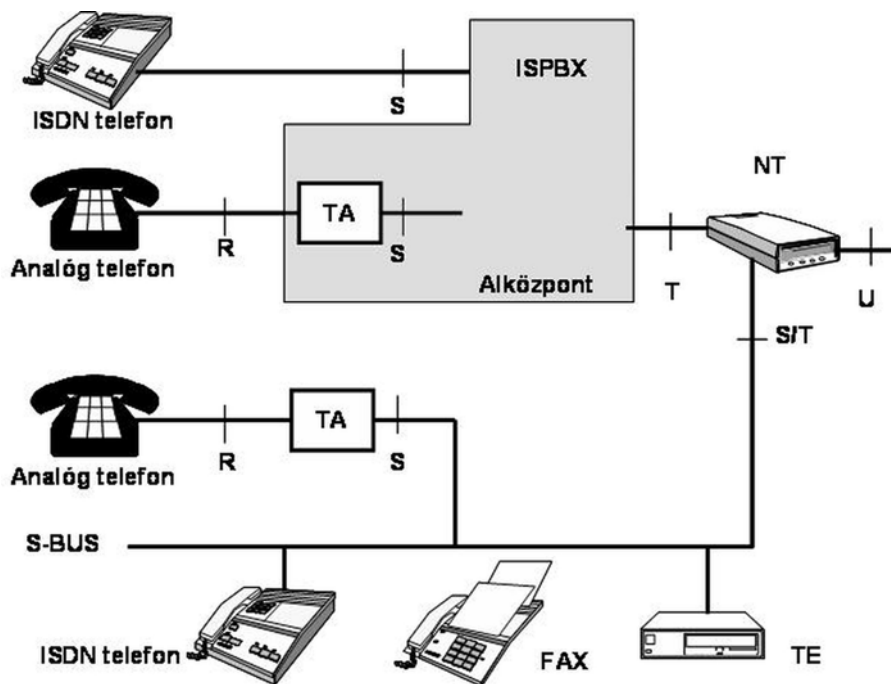 ISPBX
S
ISDN telefon
NT
TA
R
S
Analóg telefon
Alközpont
T
U
S/T
TA
R
S
Analóg telefon
S-BUS
ISDN telefon
FAX
TE